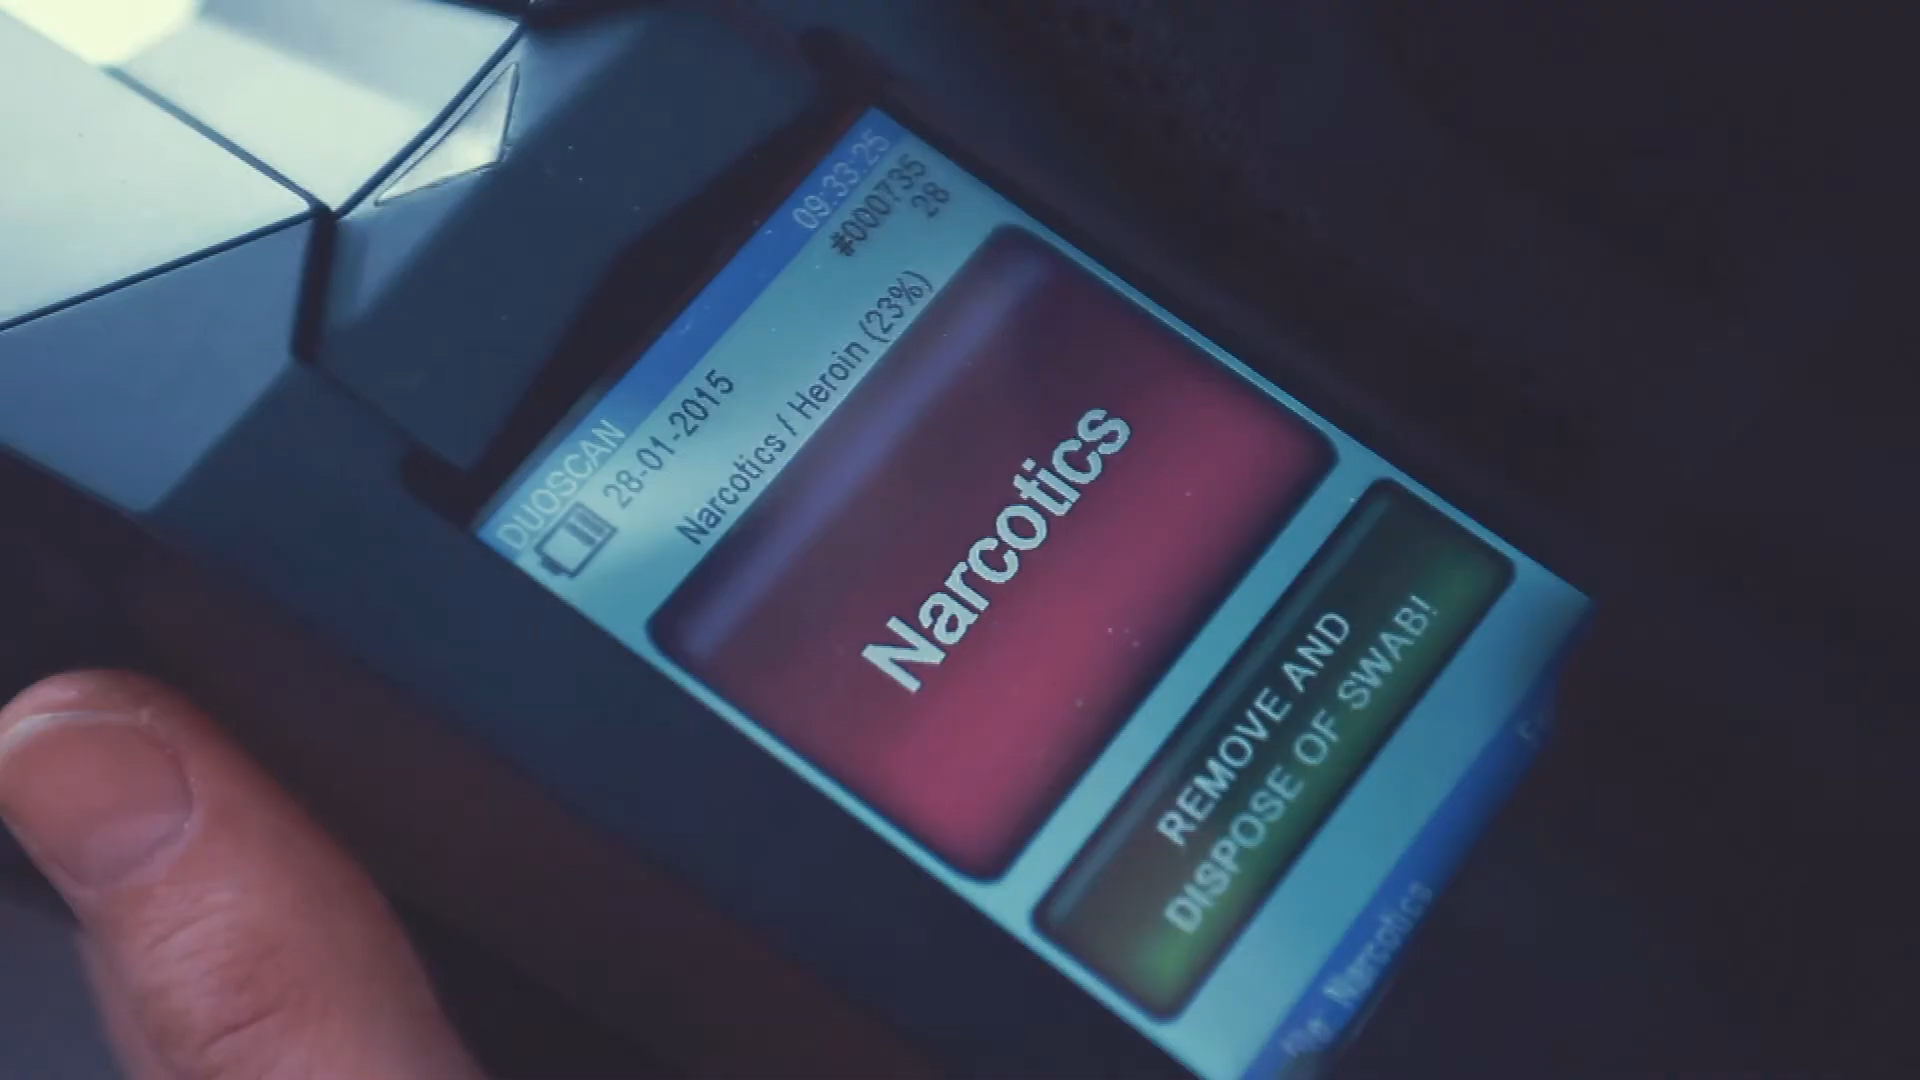 DUOSCAN 09:33:25
28-01-2015 #000735
28
Narcotics / Heroin (23%)
Narcotics
REMOVE AND
DISPOSE OF SWAB!
Narcotics